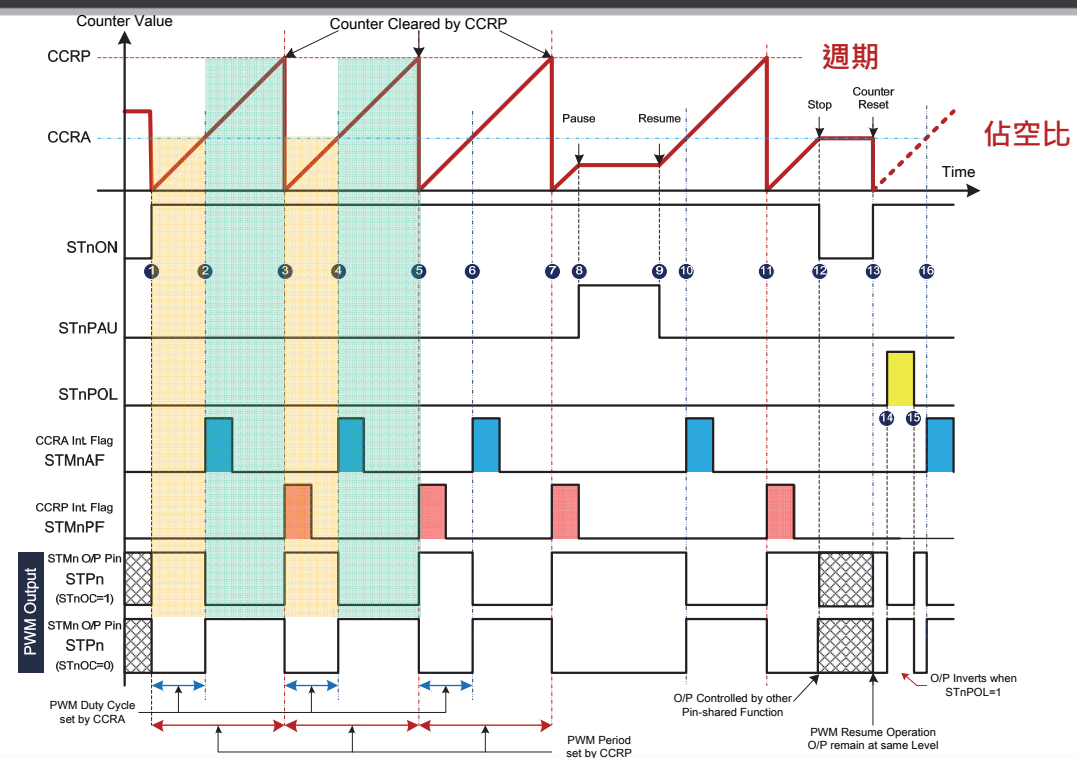 Counter Value
Counter Cleared by CCRP
CCRP
週期
Pause
Resume
Stop
Counter
Reset
CCRA
佔空比
Time
STnON
1 2 3 4 5 6 7 8 9 10 11 12 13 16
STnPAU
STnPOL
14 15
CCRA Int. Flag
STMnAF
CCRP Int. Flag
STMnPF
PWM Output
STMn O/P Pin
STPn
(STnOC=1)
STMn O/P Pin
STPn
(STnOC=0)
PWM Duty Cycle
set by CCRA
O/P Controlled by other
Pin-shared Function
O/P Inverts when
STnPOL=1
PWM Period
set by CCRP
PWM Resume Operation
O/P remain at same Level